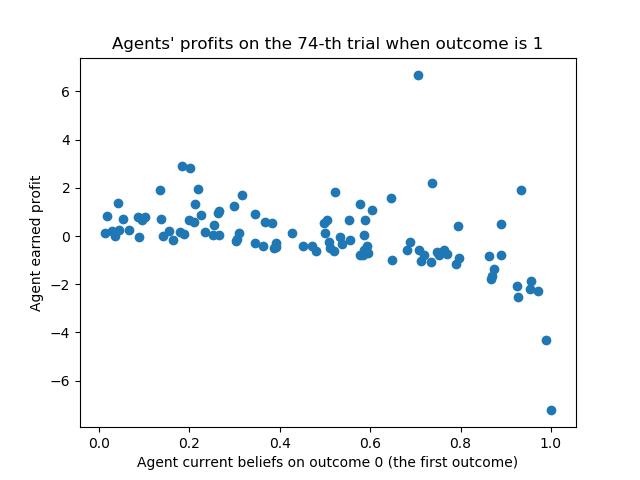 Agents' profits on the 74-th trial when outcome is 1
Agent earned profit
6
4
2
0
−2
−4
−6
0.0 0.2 0.4 0.6 0.8 1.0
Agent current beliefs on outcome 0 (the first outcome)